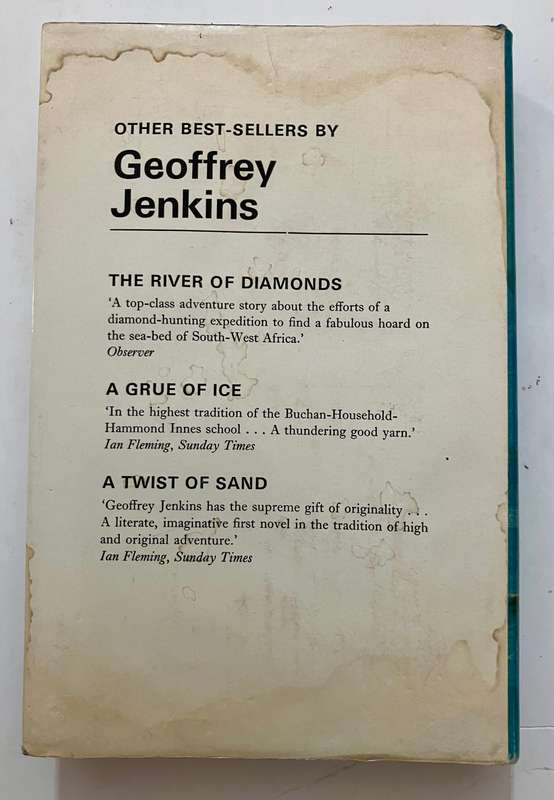 OTHER BEST-SELLERS BY
Geoffrey
Jenkins
THE RIVER OF DIAMONDS
‘A top-class adventure story about the efforts of a
diamond-hunting expedition to find a fabulous hoard on
the sea-bed of South-West Africa.’
Observer
A GRUE OF ICE
‘In the highest tradition of the Buchan-Household-
Hammond Innes school . . . A thundering good yarn.’
Ian Fleming, Sunday Times
A TWIST OF SAND
‘Geoffrey Jenkins has the supreme gift of originality . . .
A literate, imaginative first novel in the tradition of high
and original adventure.’
Ian Fleming, Sunday Times